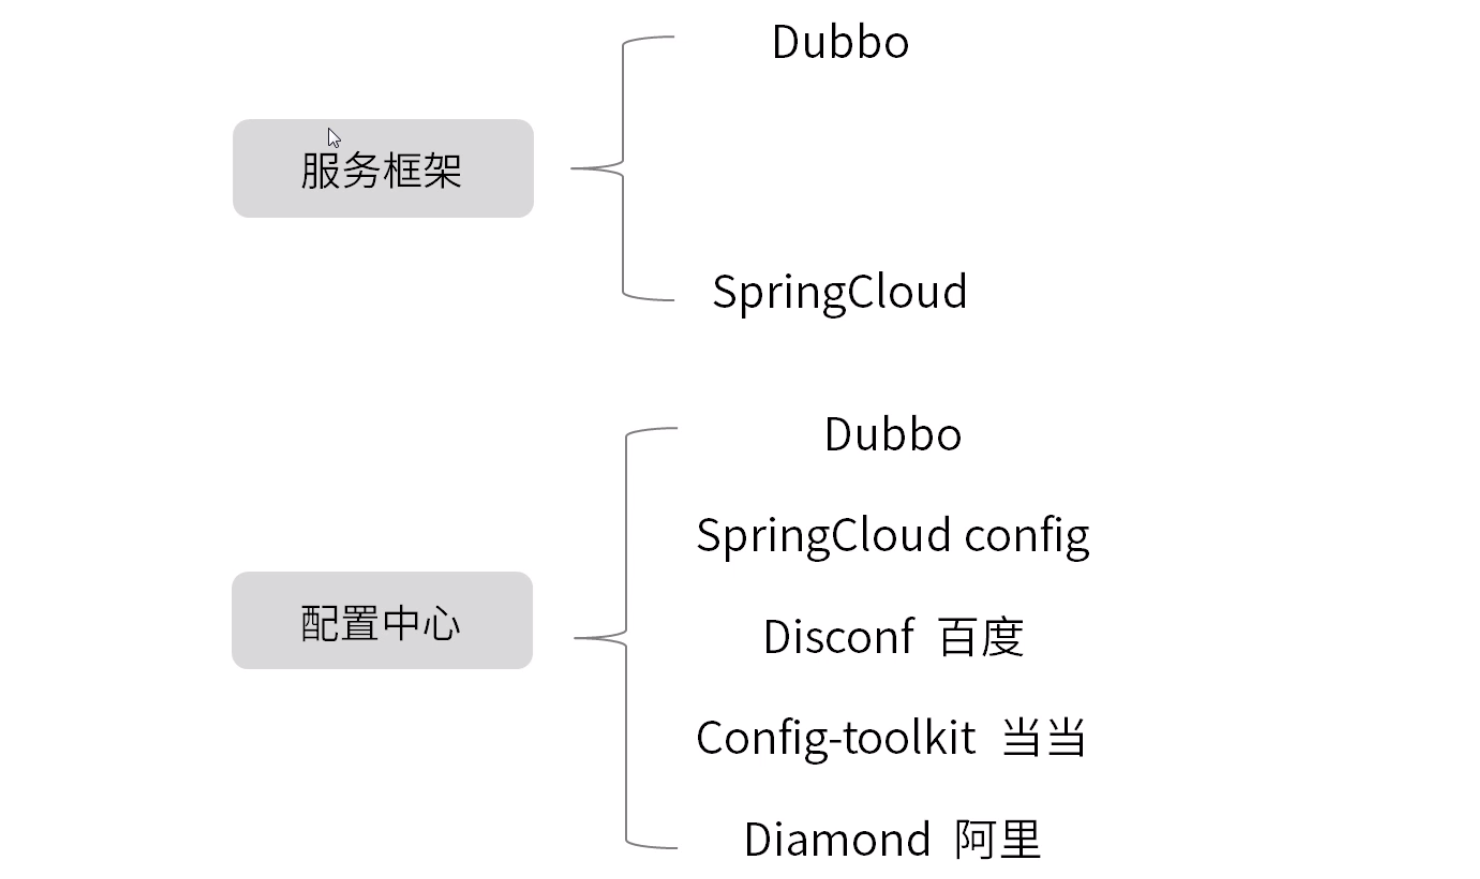 Dubbo
服务框架
SpringCloud
Dubbo
SpringCloud config
配置中心
Disconf 百度
Config-toolkit 当当
Diamond 阿里